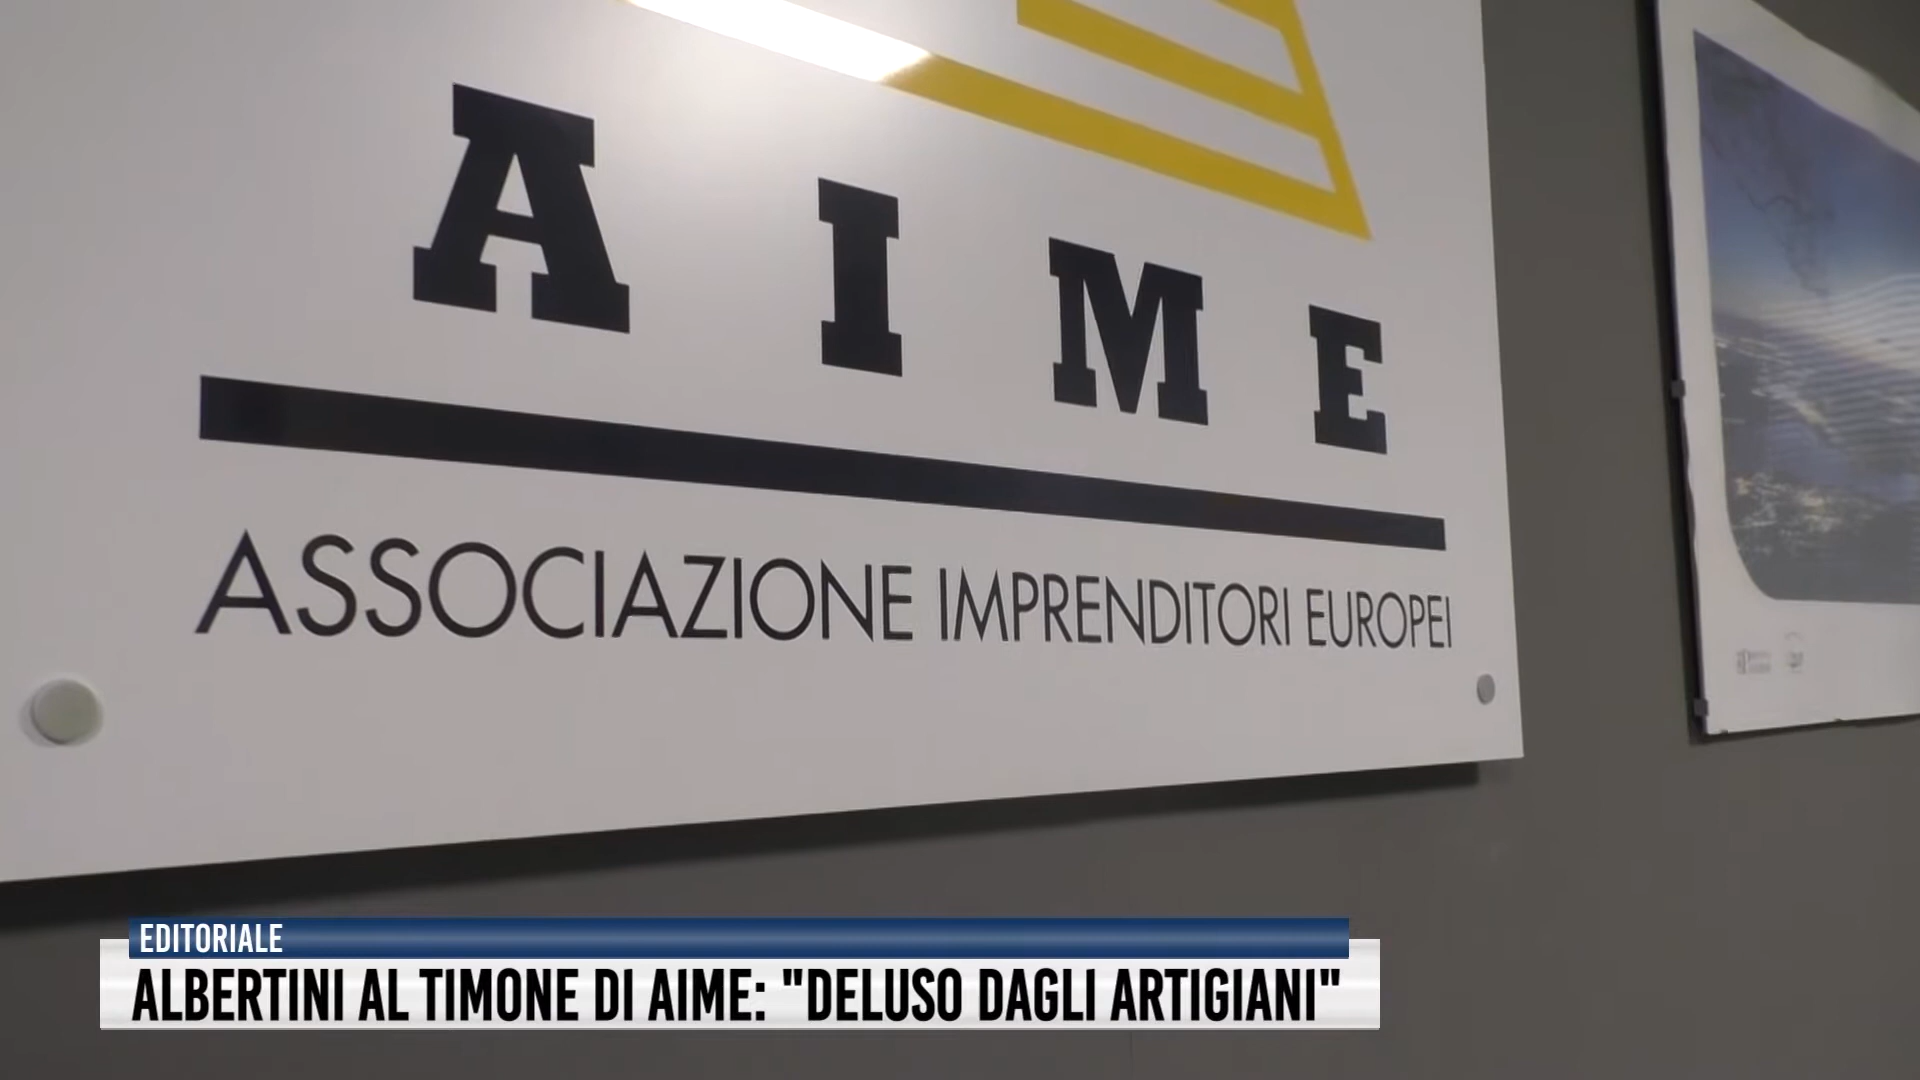 AIME
ASSOCIAZIONE IMPRENDITORI EUROPEI
EDITORIALE
ALBERTINI AL TIMONE DI AIME: "DELUSO DAGLI ARTIGIANI"